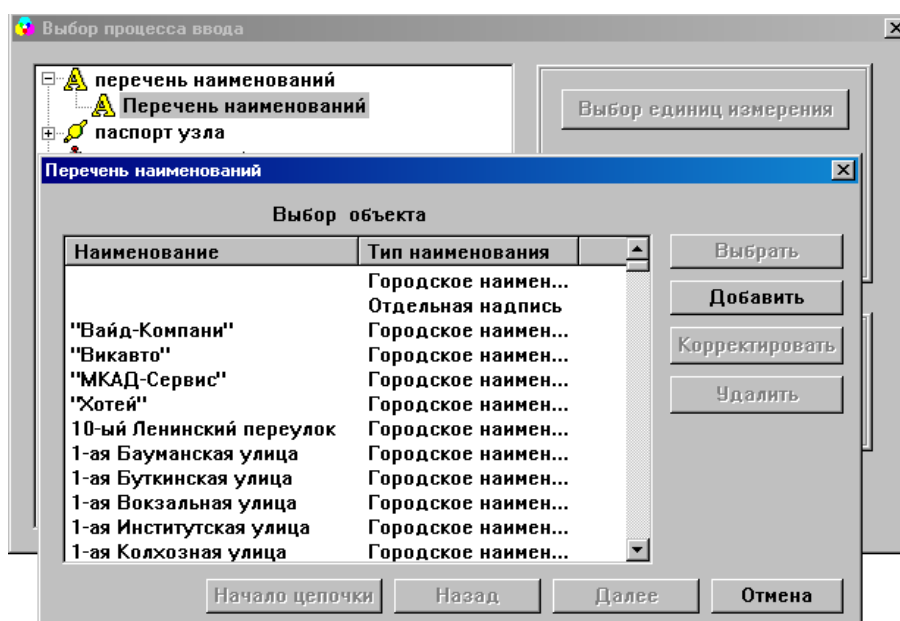 Выбор процесса ввода
перечень наименований
Перечень наименований
паспорт узла
Выбор единиц измерения
Перечень наименований
Выбор объекта
Наименование Тип наименования
Городское наимен...
Отдельная надпись
"Вайд-Компани" Городское наимен...
"Викавто" Городское наимен...
"МКАД-Сервис" Городское наимен...
"Хотей" Городское наимен...
10-ый Ленинский переулок Городское наимен...
1-ая Бауманская улица Городское наимен...
1-ая Буткинская улица Городское наимен...
1-ая Вокзальная улица Городское наимен...
1-ая Институтская улица Городское наимен...
1-ая Колхозная улица Городское наимен...
Выбрать
Добавить
Корректировать
Удалить
Начало цепочки Назад Далее Отмена